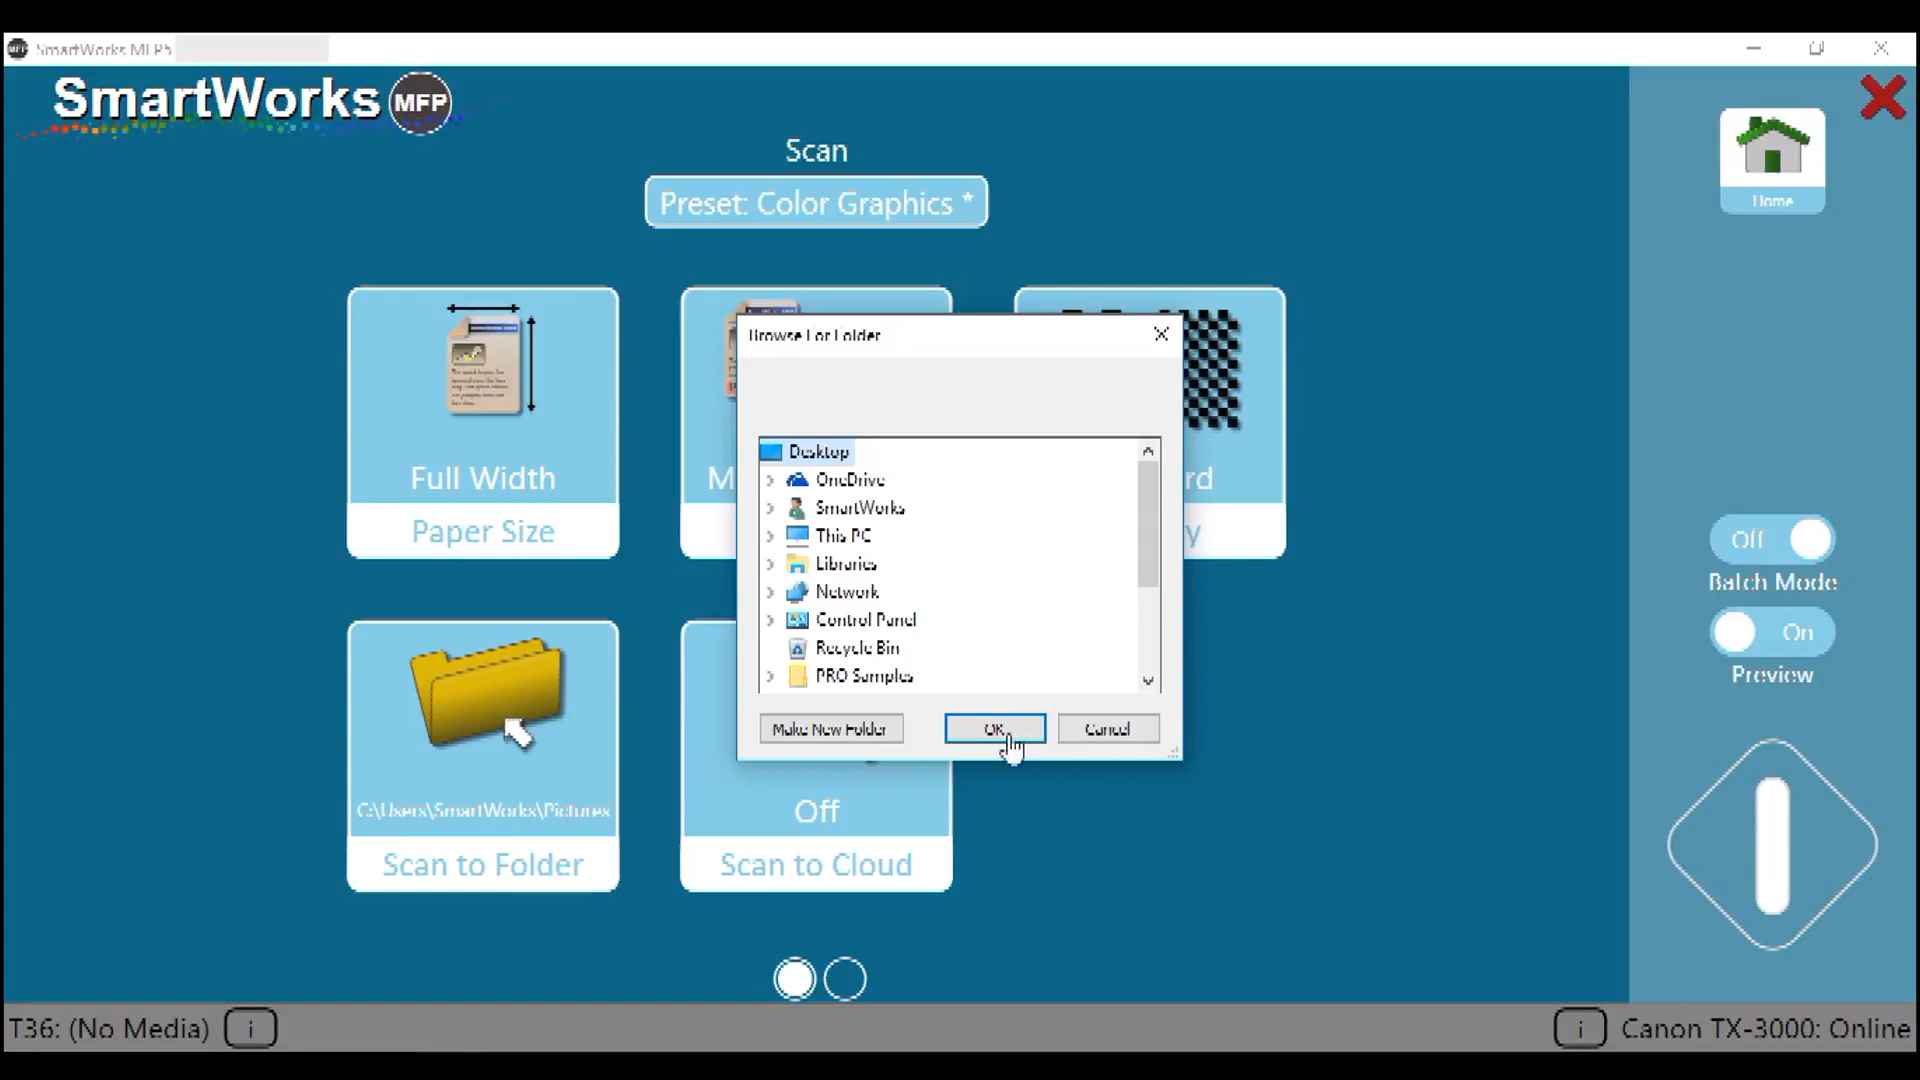 SmartWorks MFP5
SmartWorks MFP
Scan
Preset: Color Graphics *
Home
Full Width
Paper Size
M
rd
y
Browse For Folder
Desktop
OneDrive
SmartWorks
This PC
Libraries
Network
Control Panel
Recycle Bin
PRO Samples
Make New Folder
OK
Cancel
Off
Batch Mode
On
Preview
C:\Users\SmartWorks\Pictures
Scan to Folder
Off
Scan to Cloud
T36: (No Media) i
i Canon TX-3000: Online